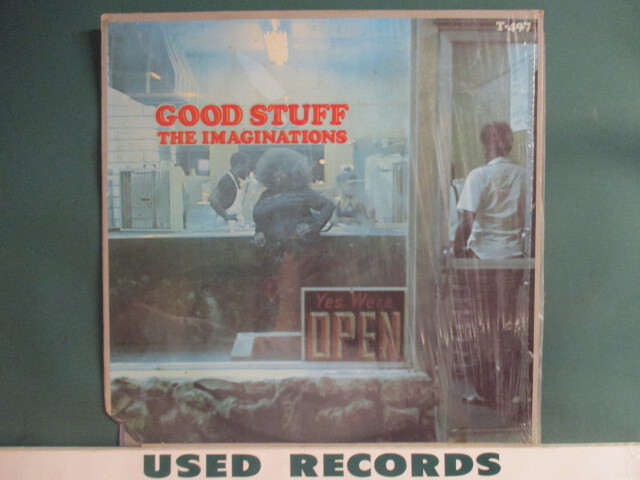 T-497
GOOD STUFF
THE IMAGINATIONS
Yes, We're
OPEN
USED RECORDS